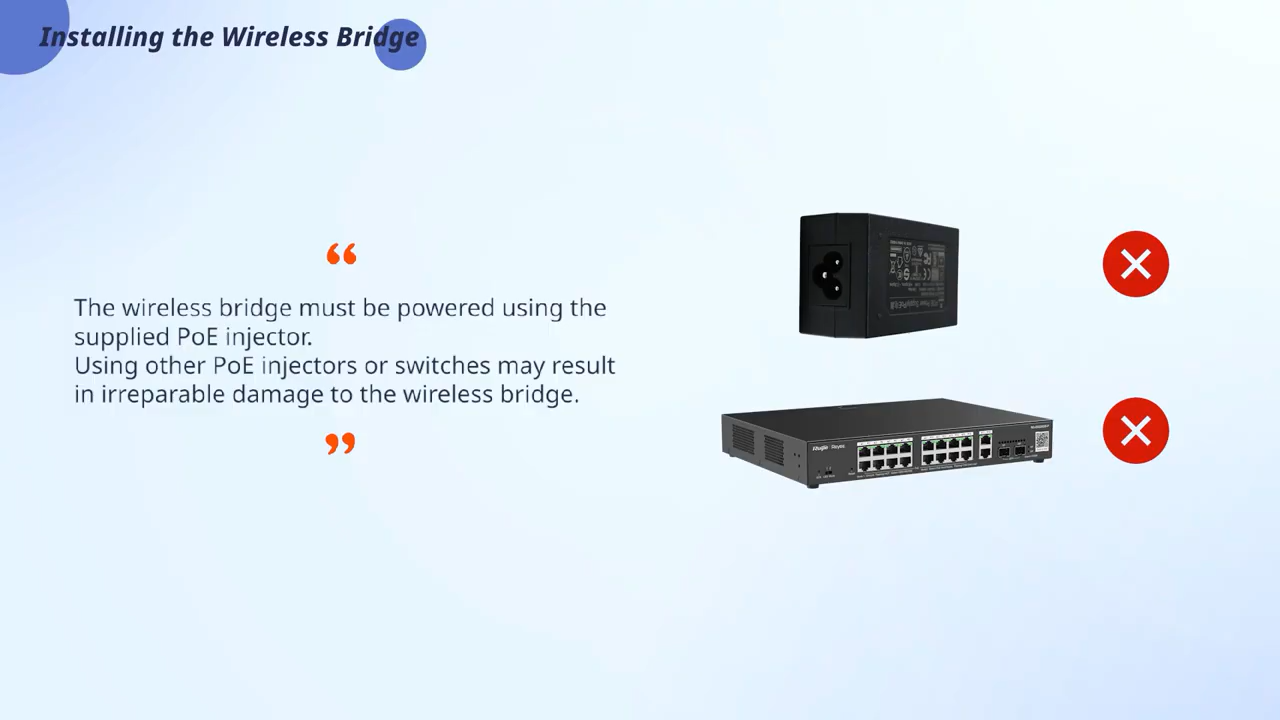 Installing the Wireless Bridge
“
The wireless bridge must be powered using the
supplied PoE injector.
Using other PoE injectors or switches may result
in irreparable damage to the wireless bridge.
”
Ruijie | Reyee